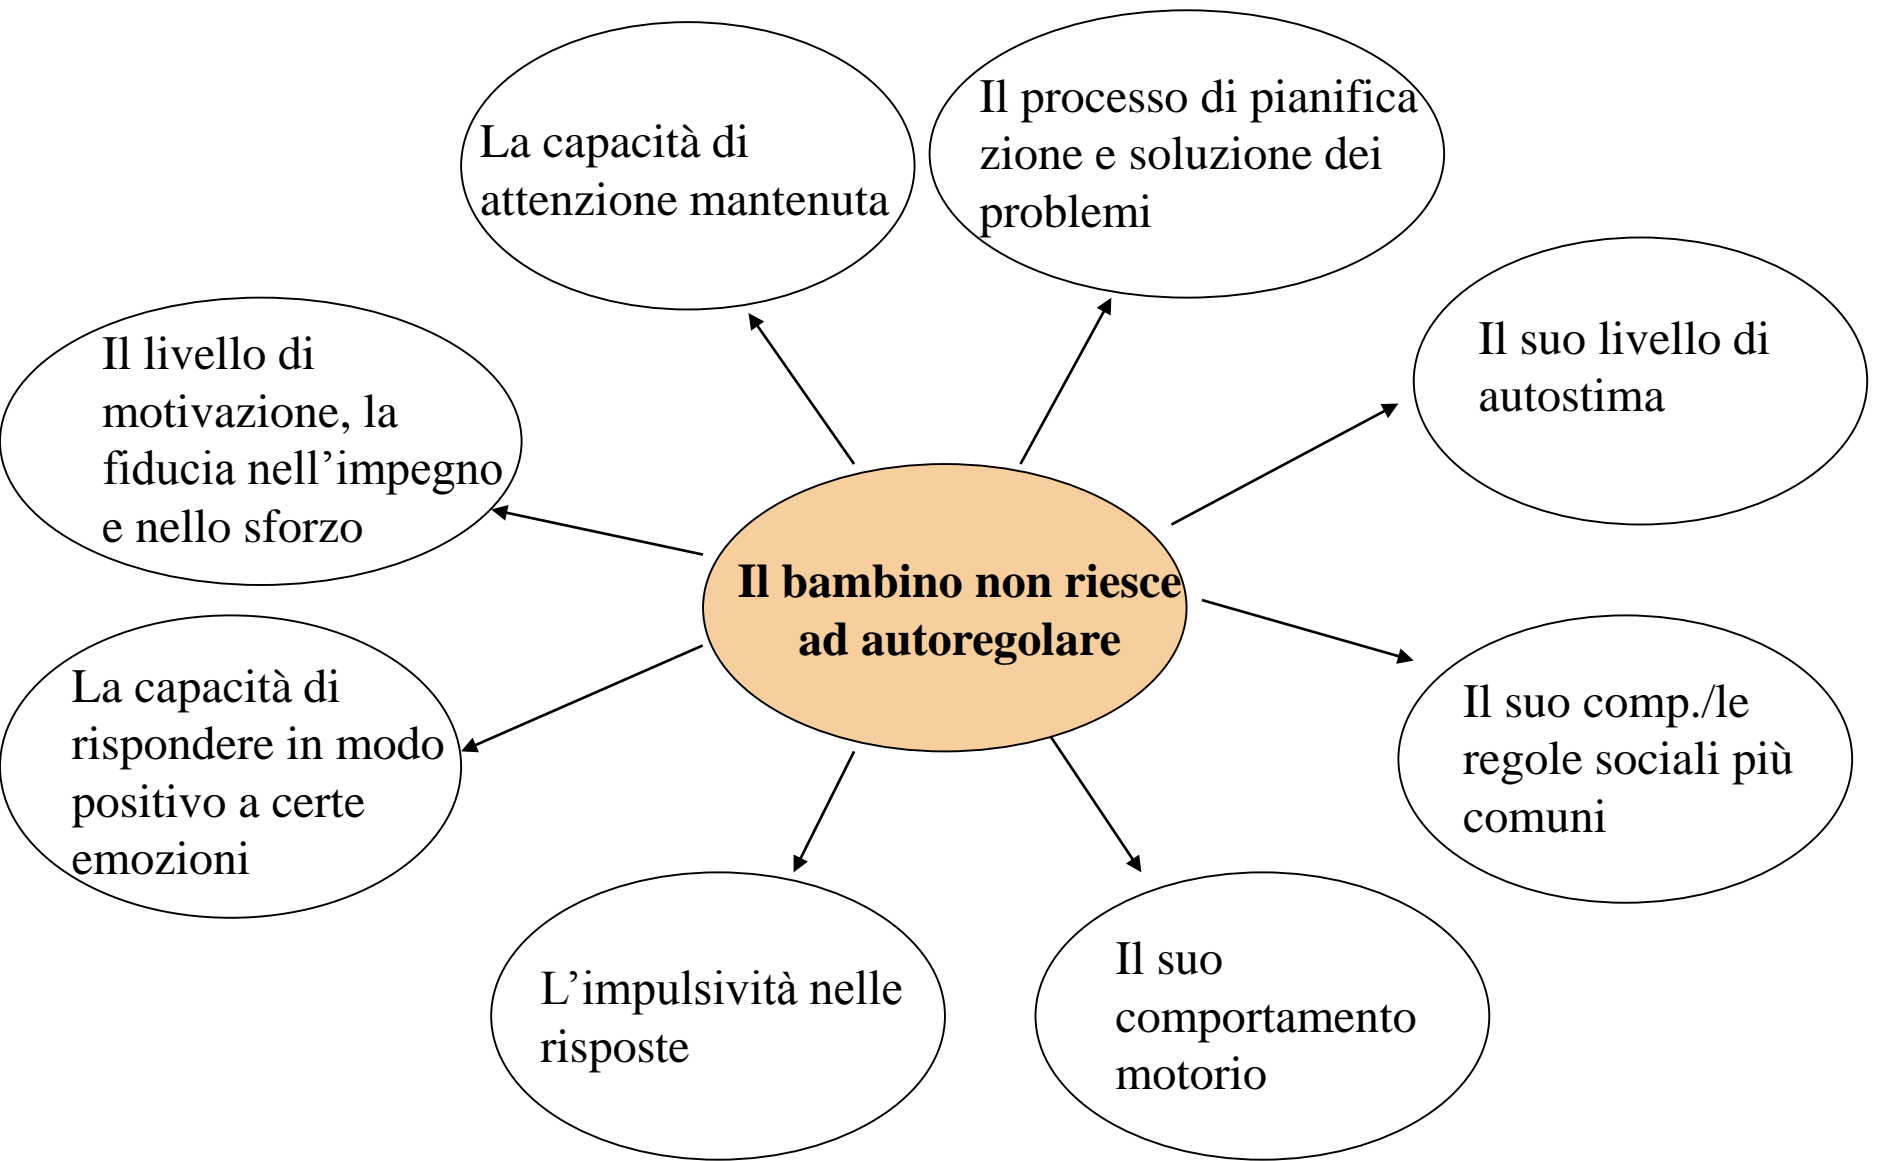 La capacità di
attenzione mantenuta
Il processo di pianifica
zione e soluzione dei
problemi
Il suo livello di
autostima
Il livello di
motivazione, la
fiducia nell’impegno
e nello sforzo
Il bambino non riesce
ad autoregolare
La capacità di
rispondere in modo
positivo a certe
emozioni
Il suo comp./le
regole sociali più
comuni
L’impulsività nelle
risposte
Il suo
comportamento
motorio